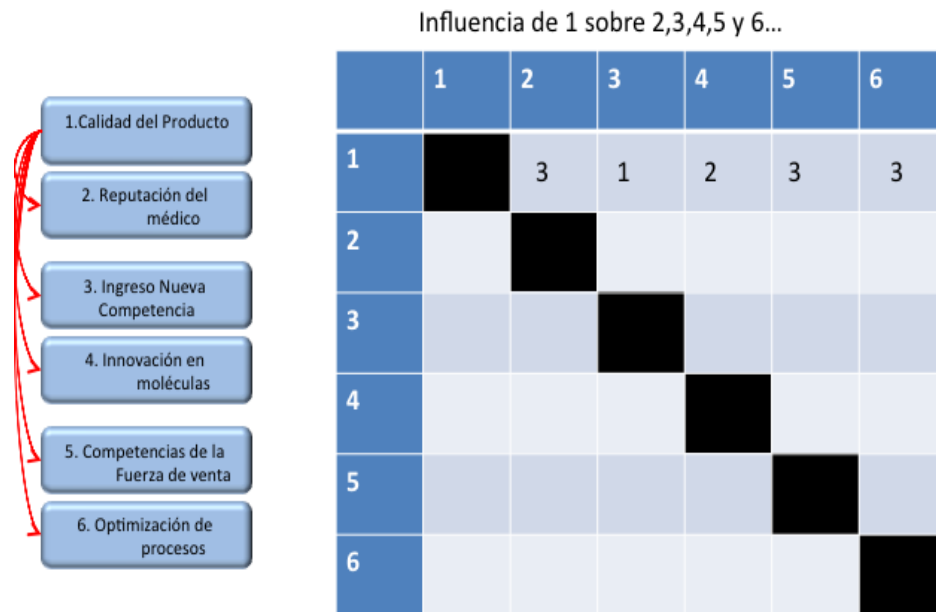 Influencia de 1 sobre 2,3,4,5 y 6...
1.Calidad del Producto
2. Reputación del
médico
3. Ingreso Nueva
Competencia
4. Innovación en
moléculas
5. Competencias de la
Fuerza de venta
6. Optimización de
procesos
1 2 3 4 5 6
1 3 1 2 3 3
2
3
4
5
6